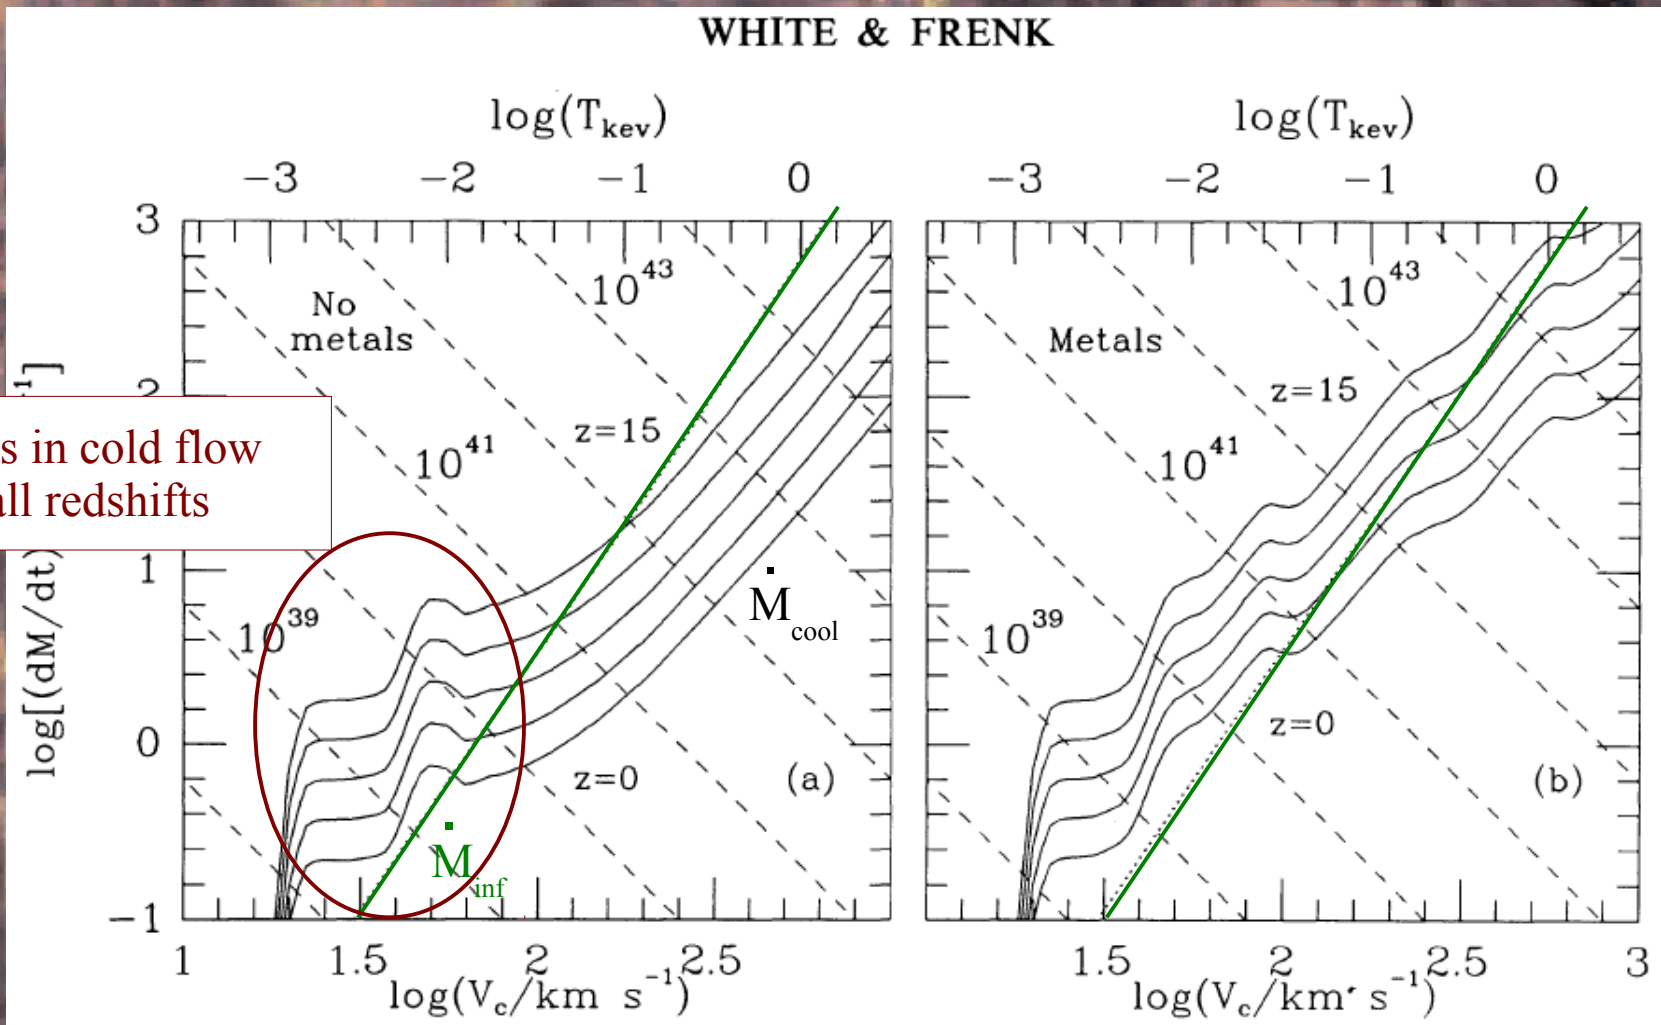 WHITE & FRENK
log(T_kev)
-3 -2 -1 0
3
2
1
0
-1
log[(dM/dt)
-1]
No
metals
10^43
z=15
10^41
10^39
s in cold flow
all redshifts
Ṁ_cool
z=0
(a)
Ṁ_inf
1 1.5 2 2.5
log(V_c/km s^-1)
log(T_kev)
-3 -2 -1 0
Metals
10^43
z=15
10^41
10^39
z=0
(b)
1.5 2 2.5 3
log(V_c/km s^-1)